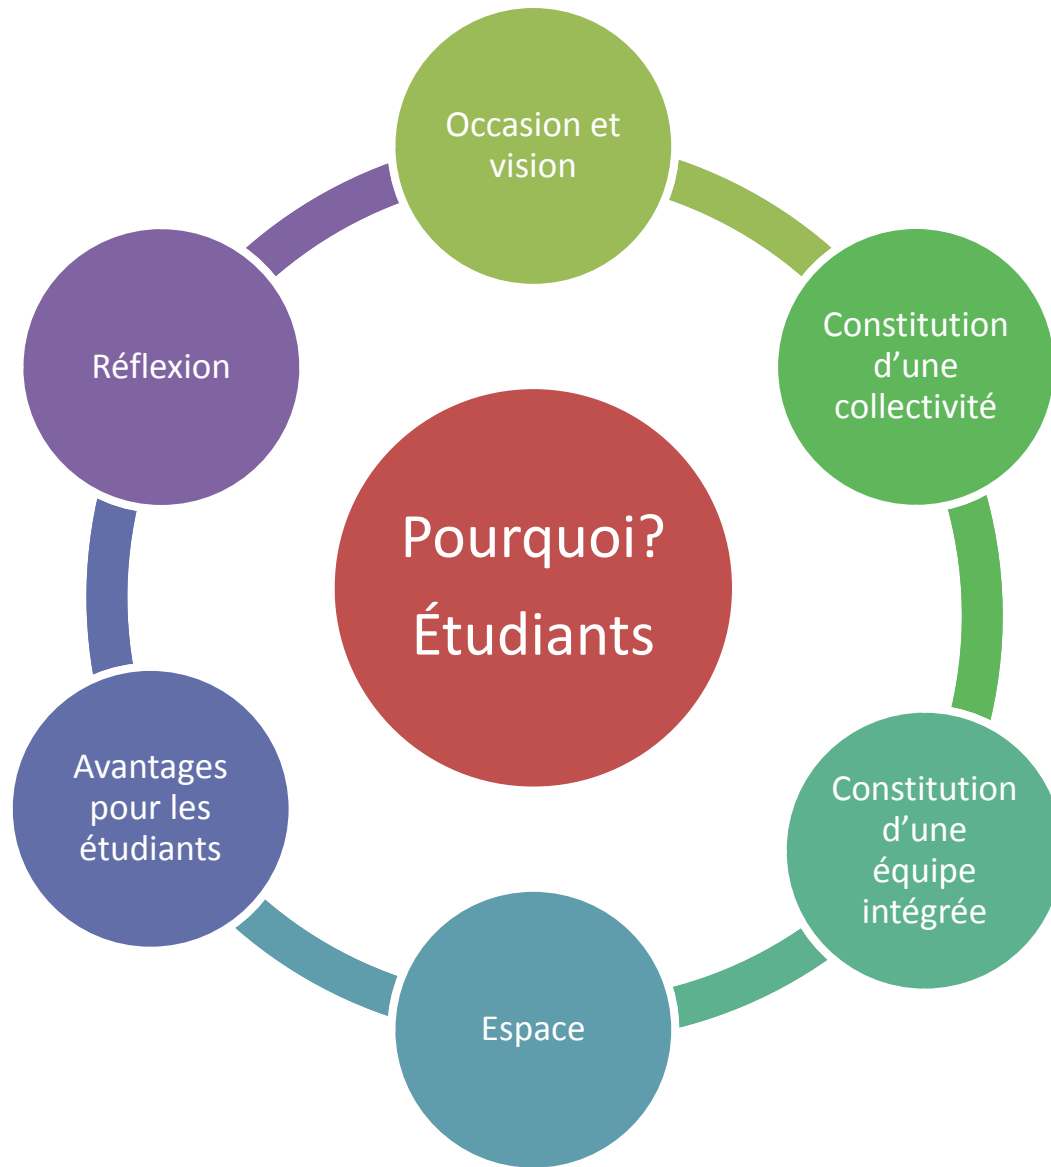 Occasion et
vision
Constitution
d’une
collectivité
Constitution
d’une
équipe
intégrée
Espace
Avantages
pour les
étudiants
Réflexion
Pourquoi?
Étudiants